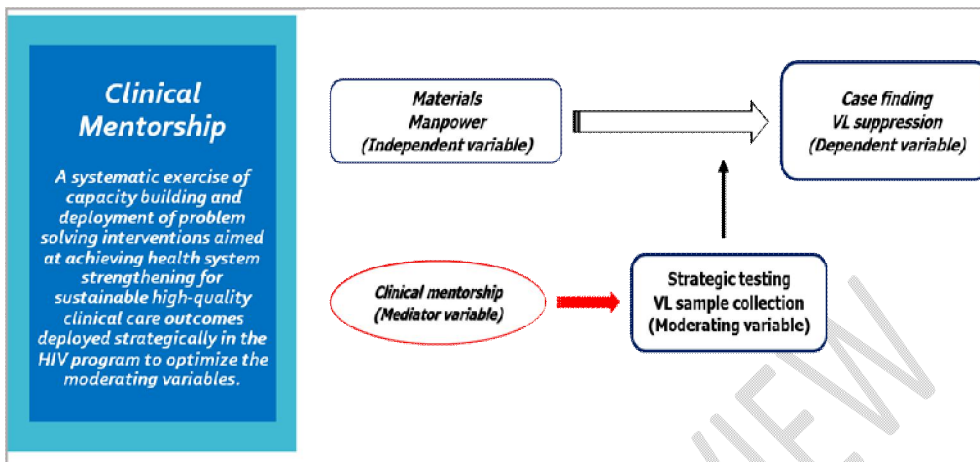 Clinical
Mentorship
A systematic exercise of
capacity building and
deployment of problem
solving interventions aimed
at achieving health system
strengthening for
sustainable high-quality
clinical care outcomes
deployed strategically in the
HIV program to optimize the
moderating variables.
Materials
Manpower
(Independent variable)
Case finding
VL suppression
(Dependent variable)
Clinical mentorship
(Mediator variable)
Strategic testing
VL sample collection
(Moderating variable)
VIEW